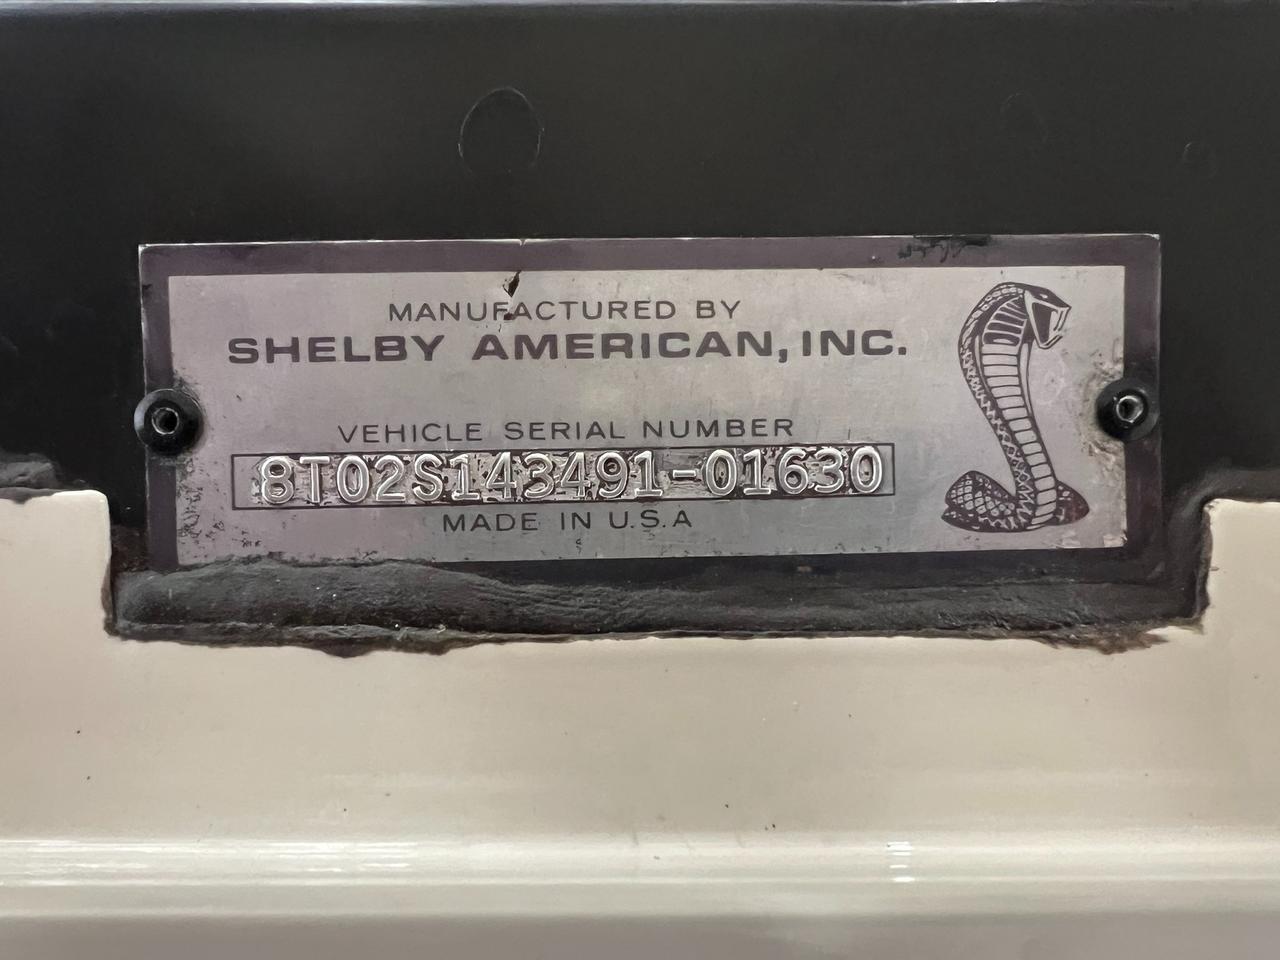 MANUFACTURED BY
SHELBY AMERICAN, INC.
VEHICLE SERIAL NUMBER
8T02S143491-01630
MADE IN U.S.A